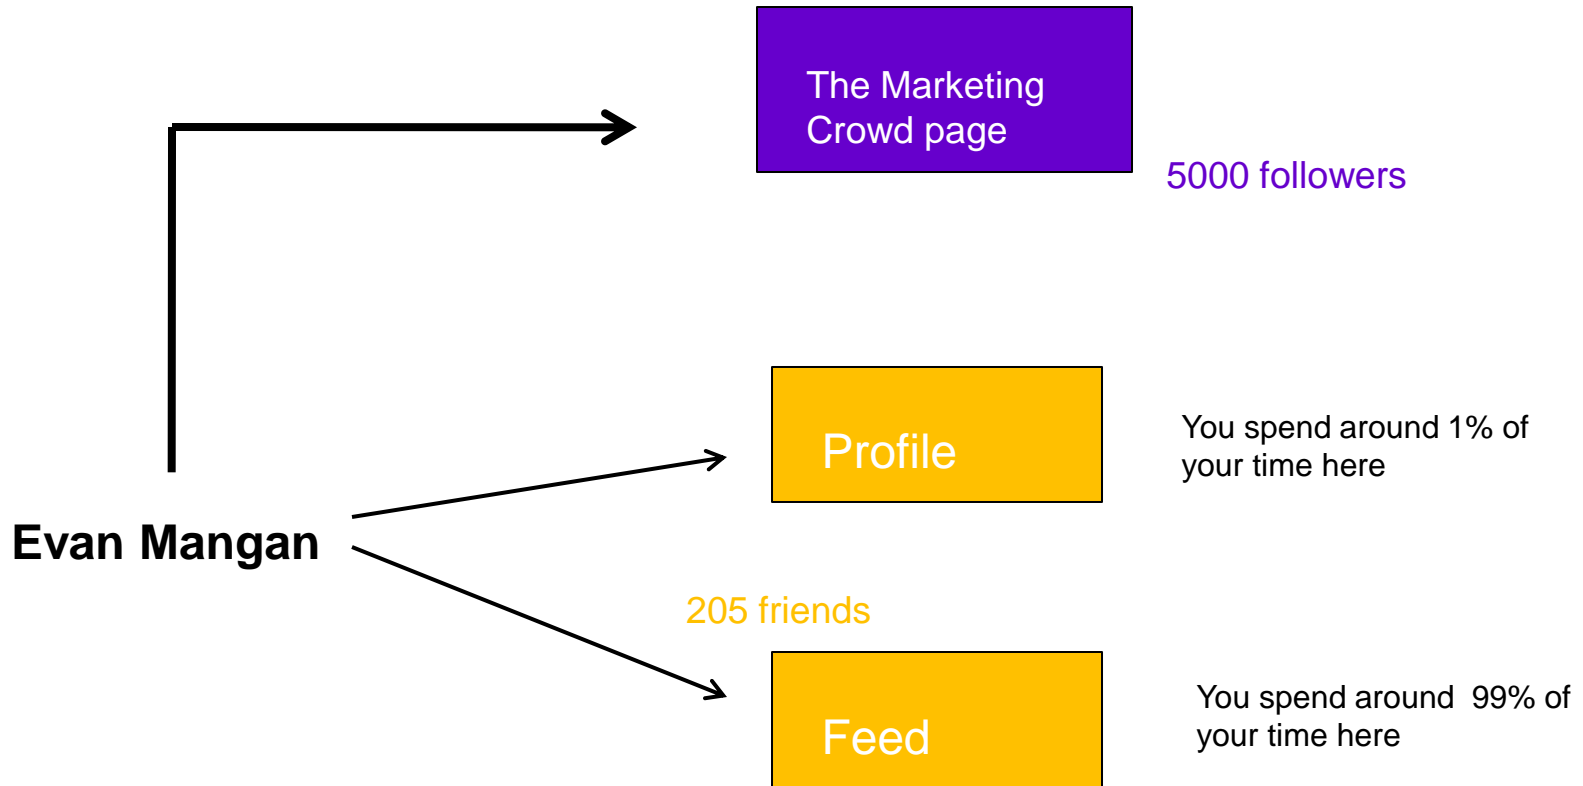 The Marketing
Crowd page
5000 followers
Profile
You spend around 1% of
your time here
Evan Mangan
205 friends
Feed
You spend around  99% of
your time here